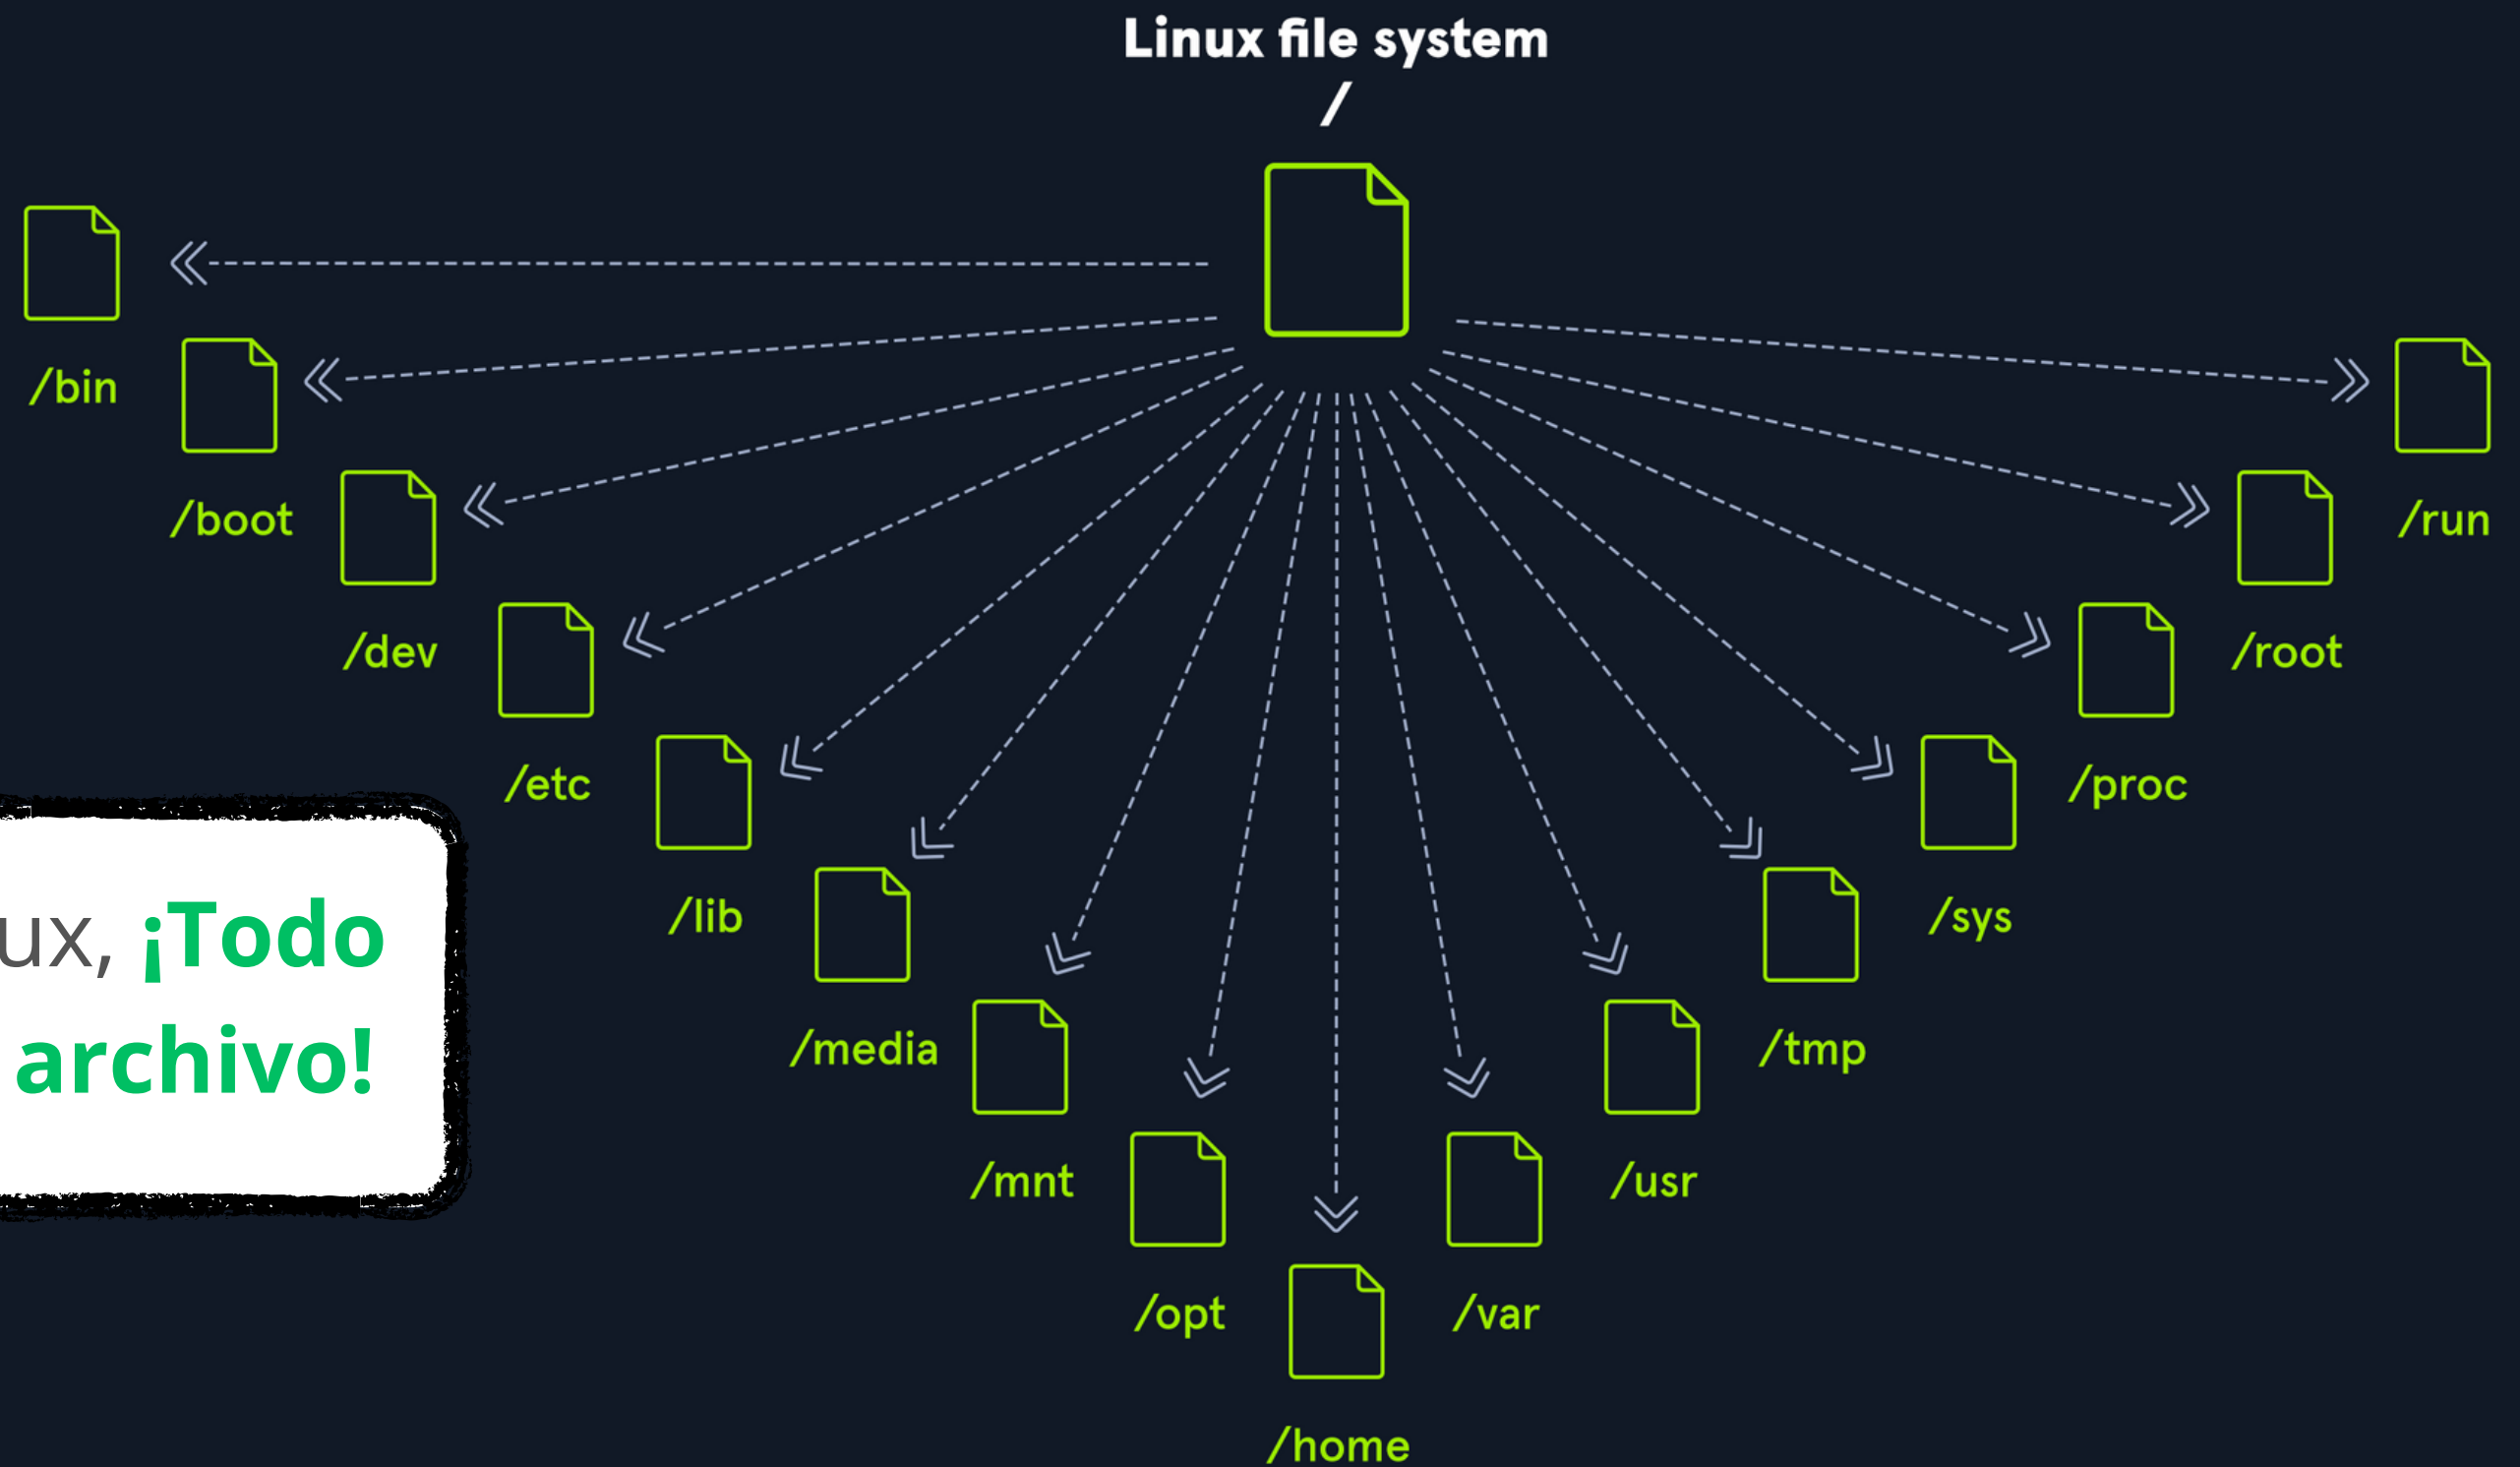 Linux file system
/
/bin
/boot
/run
/dev
/root
/etc
/proc
/lib
/sys
/media
/tmp
/mnt
/usr
/opt
/var
/home
ux, ¡Todo
archivo!